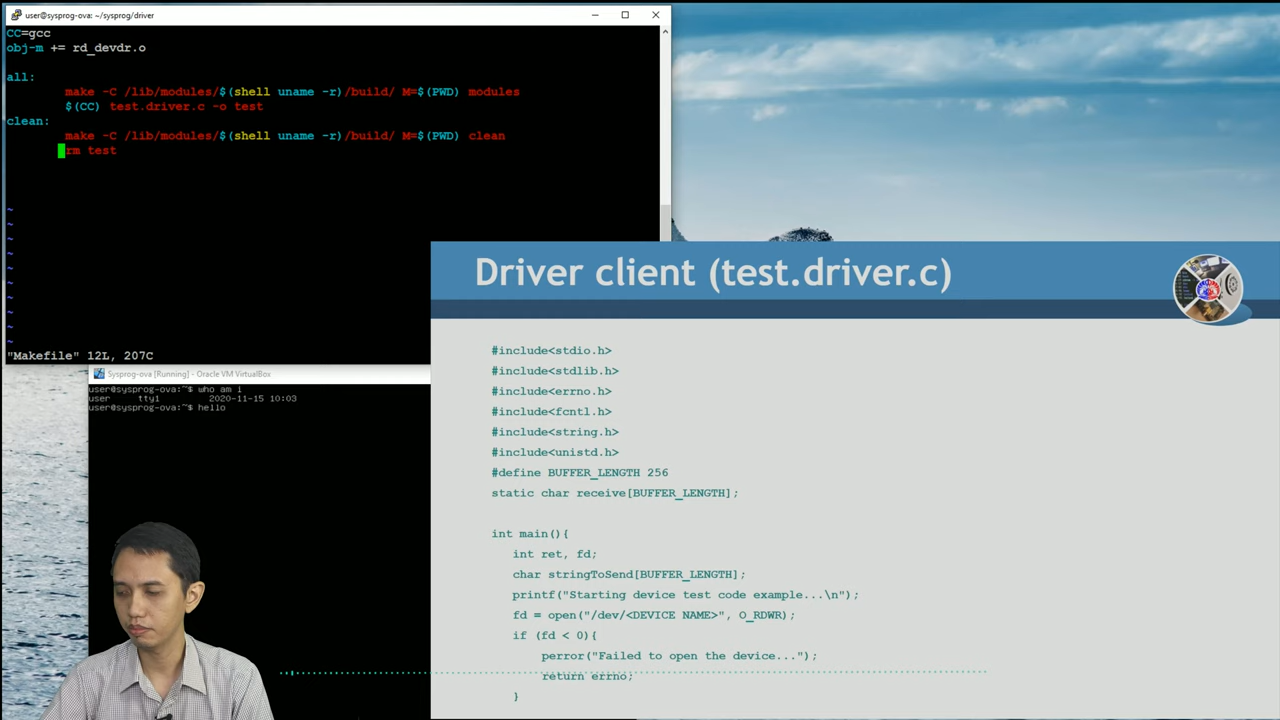 user@sysprog-ova: ~/sysprog/driver
CC=gcc
obj-m += rd_devdr.o
all:
make -C /lib/modules/$(shell uname -r)/build/ M=$(PWD) modules
$(CC) test.driver.c -o test
clean:
make -C /lib/modules/$(shell uname -r)/build/ M=$(PWD) clean
rm test
~
~
~
~
~
~
~
~
~
~
"Makefile" 12L, 207C
Sysprog-ova [Running] - Oracle VM VirtualBox
user@sysprog-ova:~$ who am i
user tty1 2020-11-15 10:03
user@sysprog-ova:~$ hello
Driver client (test.driver.c)
#include<stdio.h>
#include<stdlib.h>
#include<errno.h>
#include<fcntl.h>
#include<string.h>
#include<unistd.h>
#define BUFFER_LENGTH 256
static char receive[BUFFER_LENGTH];
int main(){
int ret, fd;
char stringToSend[BUFFER_LENGTH];
printf("Starting device test code example...\n");
fd = open("/dev/<DEVICE NAME>", O_RDWR);
if (fd < 0){
perror("Failed to open the device...");
return errno;
}